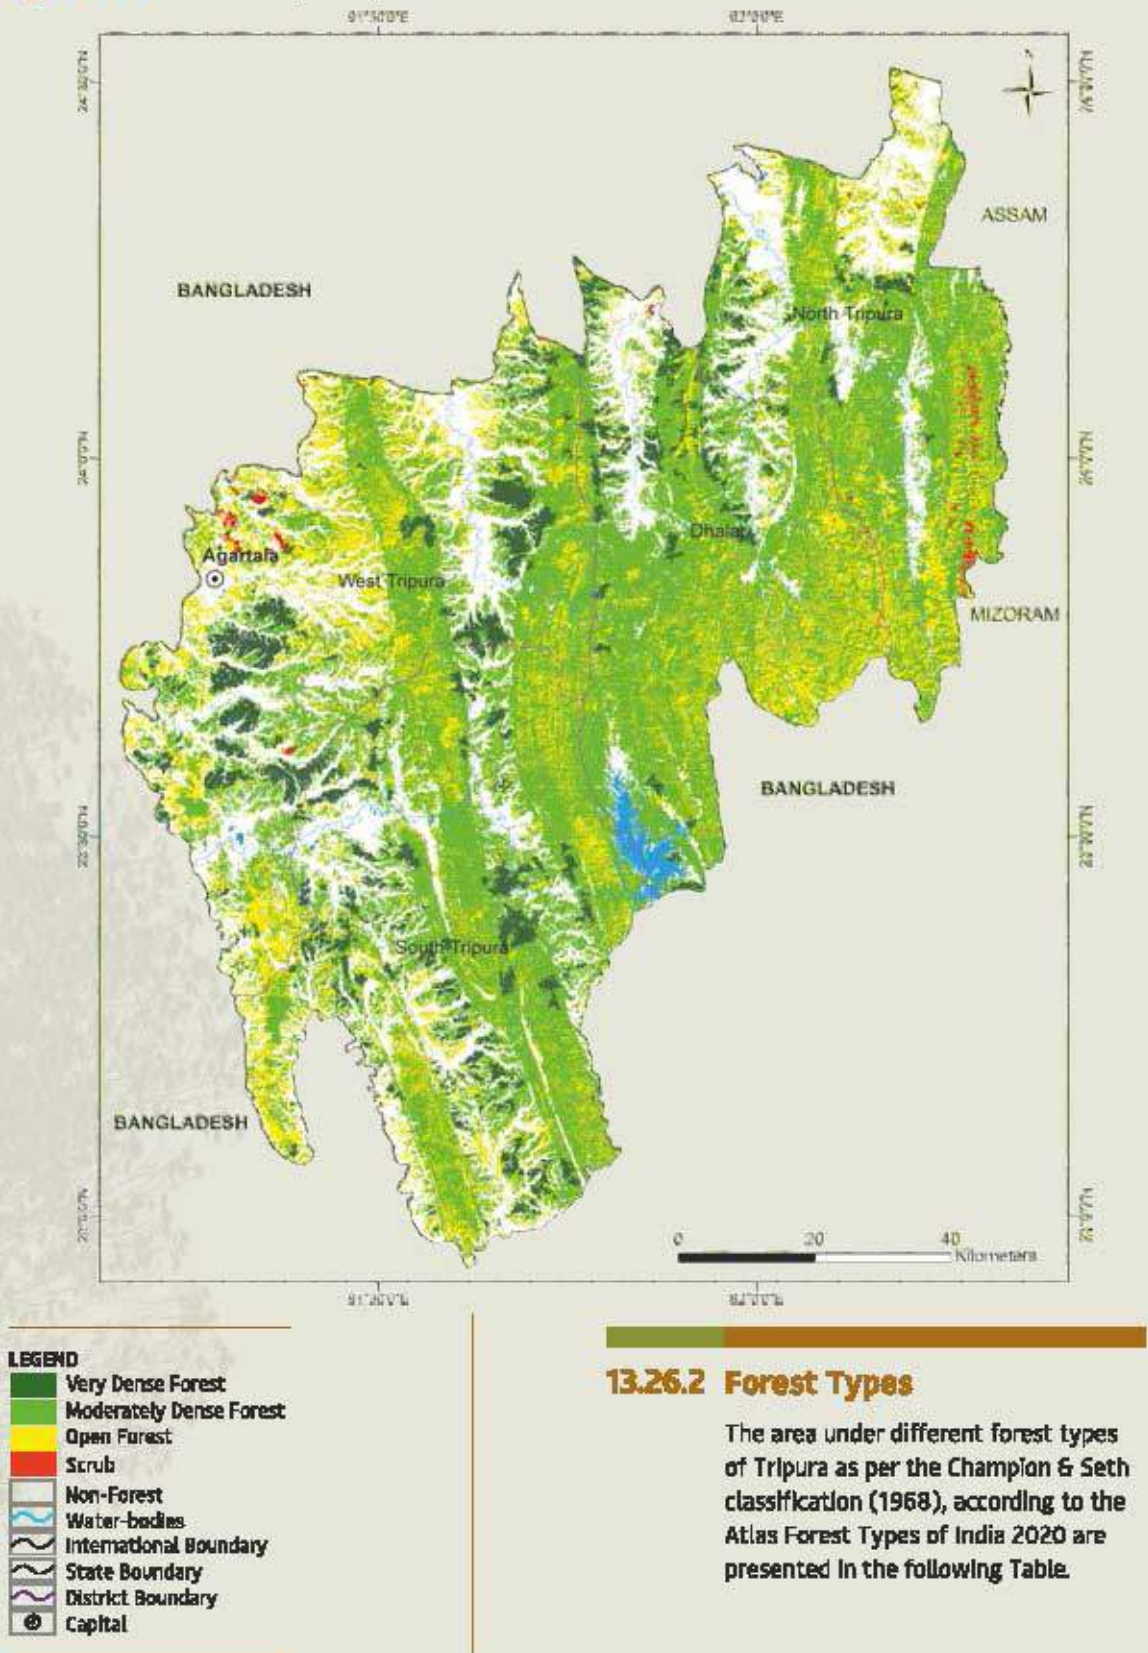 ASSAM
BANGLADESH
North Tripura
Dhalai
Agartala
West Tripura
MIZORAM
BANGLADESH
South Tripura
BANGLADESH
0 20 40
Kilometers
LEGEND
Very Dense Forest
Moderately Dense Forest
Open Forest
Scrub
Non-Forest
Water-bodies
International Boundary
State Boundary
District Boundary
Capital
13.26.2 Forest Types
The area under different forest types
of Tripura as per the Champion & Seth
classification (1968), according to the
Atlas Forest Types of India 2020 are
presented in the following Table.